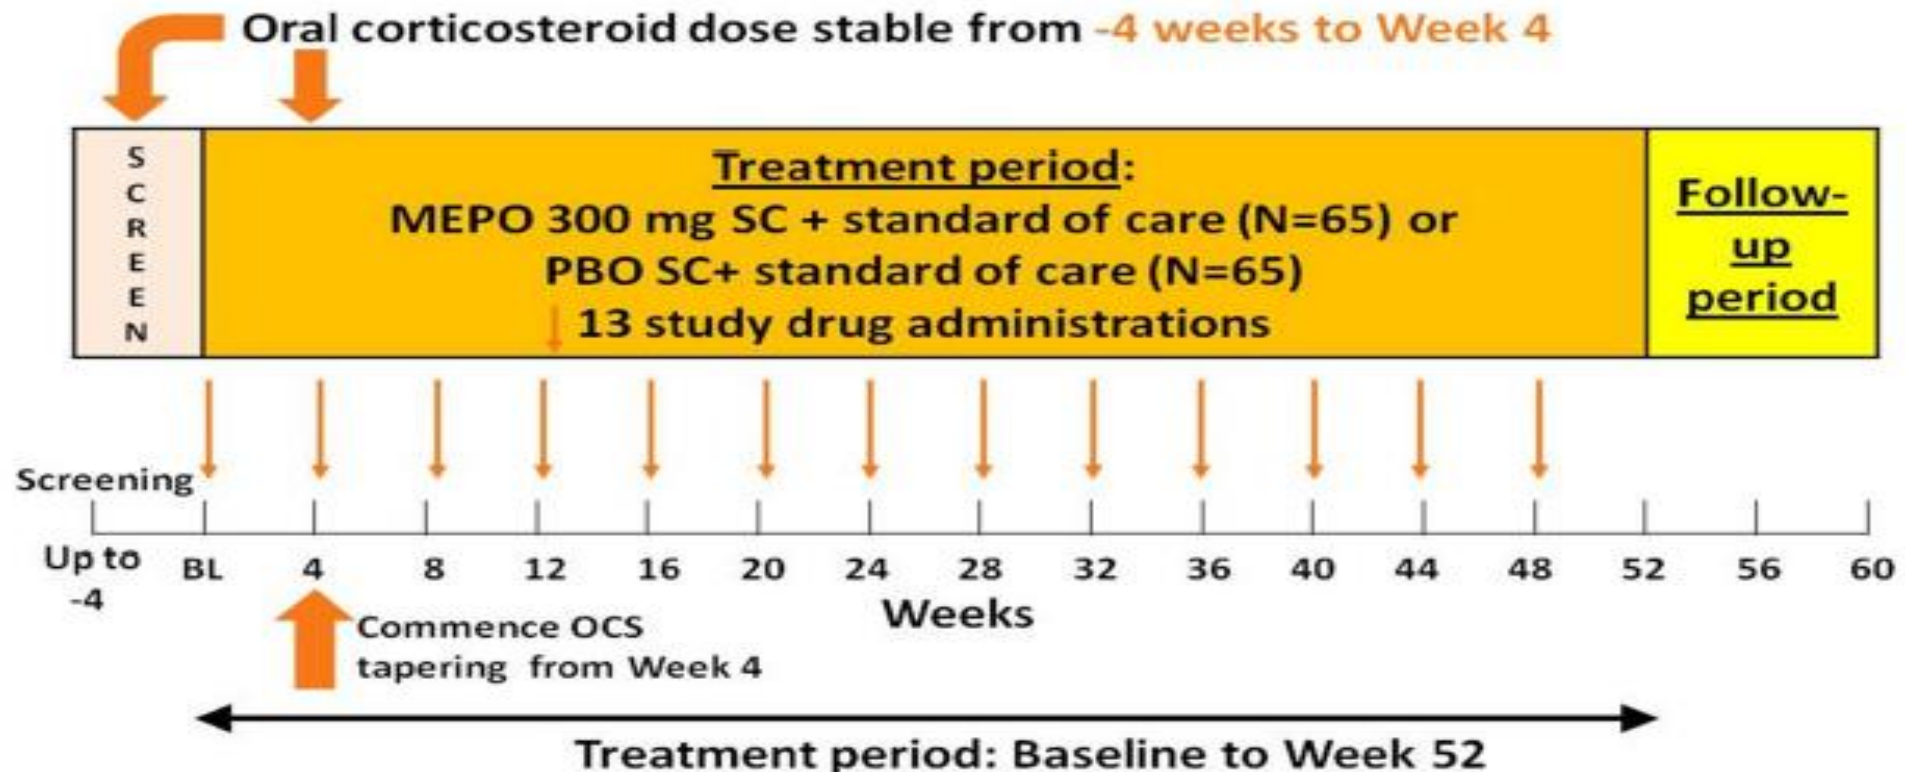 Oral corticosteroid dose stable from -4 weeks to Week 4
SCREEN
Treatment period:
MEPO 300 mg SC + standard of care (N=65) or
PBO SC+ standard of care (N=65)
13 study drug administrations
Follow-
up
period
Screening
Up to
-4
BL 4 8 12 16 20 24 28 32 36 40 44 48 52 56 60
Weeks
Commence OCS
tapering from Week 4
Treatment period: Baseline to Week 52